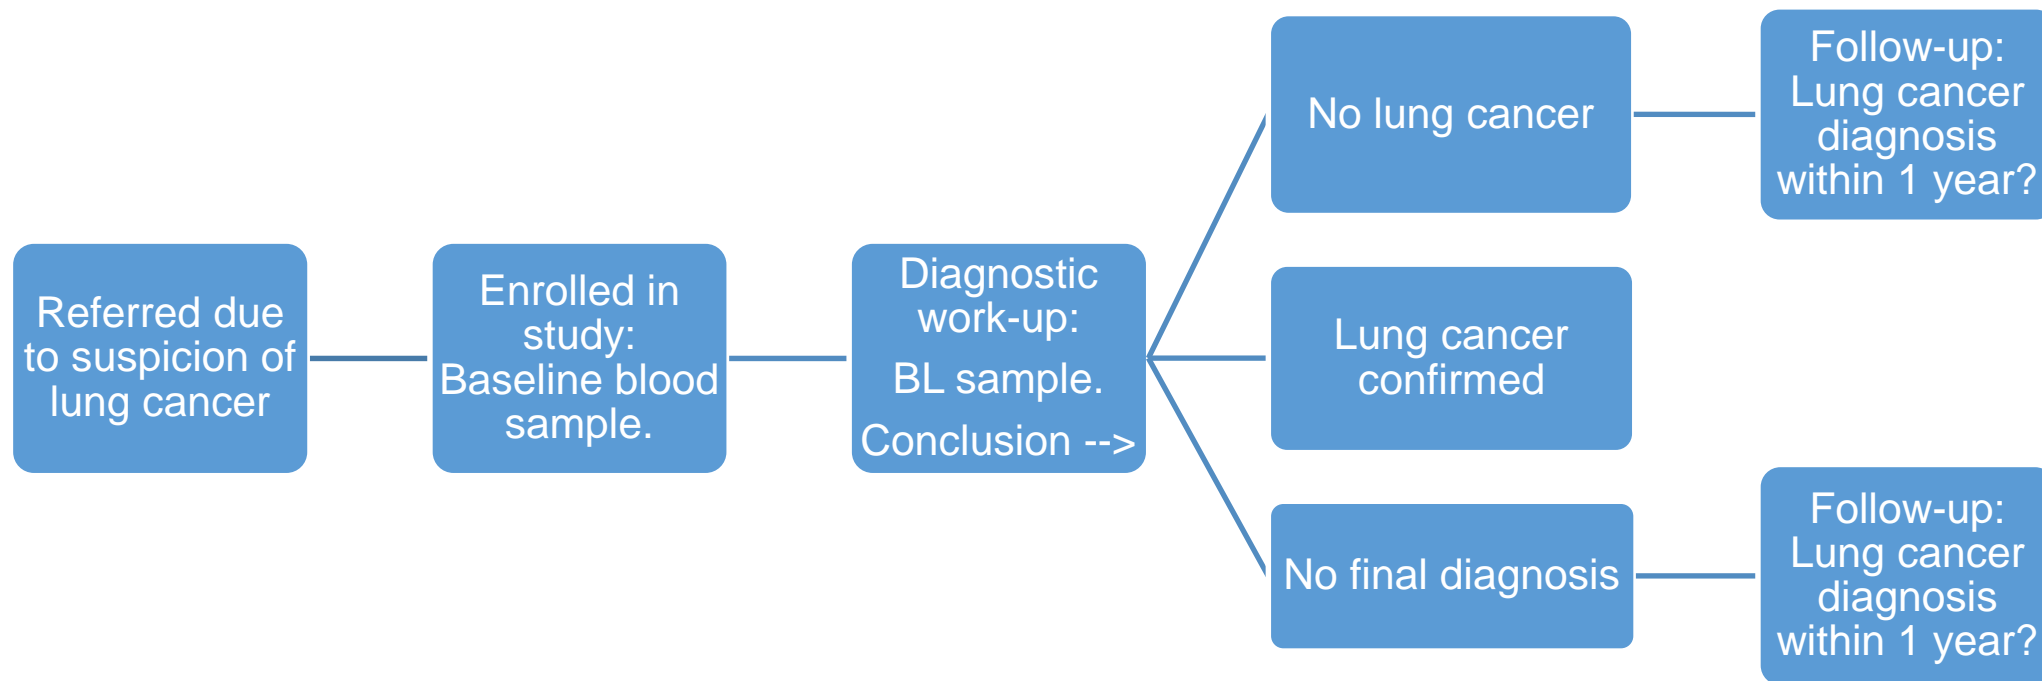 Referred due
to suspicion of
lung cancer
Enrolled in
study:
Baseline blood
sample.
Diagnostic
work-up:
BL sample.
Conclusion -->
No lung cancer
Follow-up:
Lung cancer
diagnosis
within 1 year?
Lung cancer
confirmed
No final diagnosis
Follow-up:
Lung cancer
diagnosis
within 1 year?